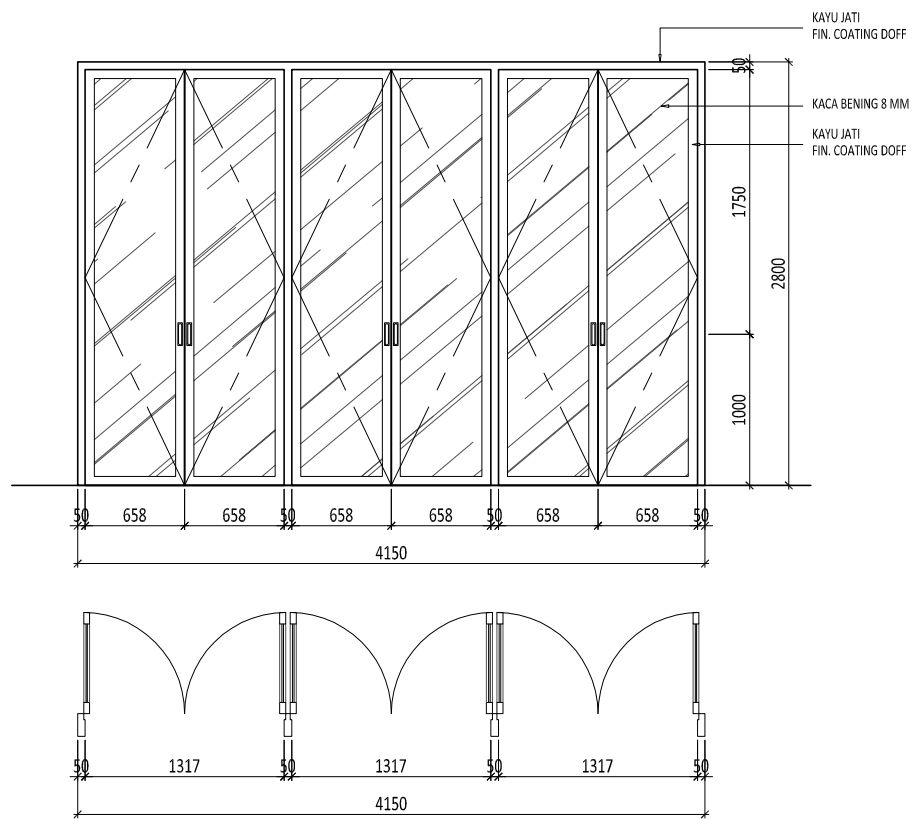 KAYU JATI
FIN. COATING DOFF
50
KACA BENING 8 MM
KAYU JATI
FIN. COATING DOFF
1750
2800
1000
50 658 658 50 658 658 50 658 658 50
4150
50 1317 50 1317 50 1317 50
4150